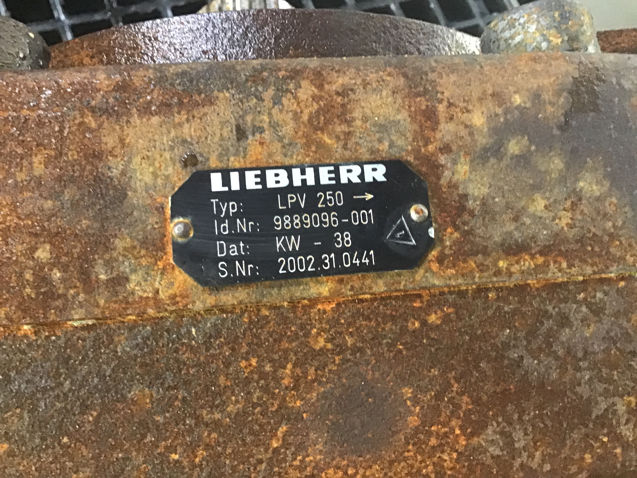 LIEBHERR
Typ: LPV 250 →
Id.Nr: 9889096-001
Dat: KW - 38
S.Nr: 2002.31.0441